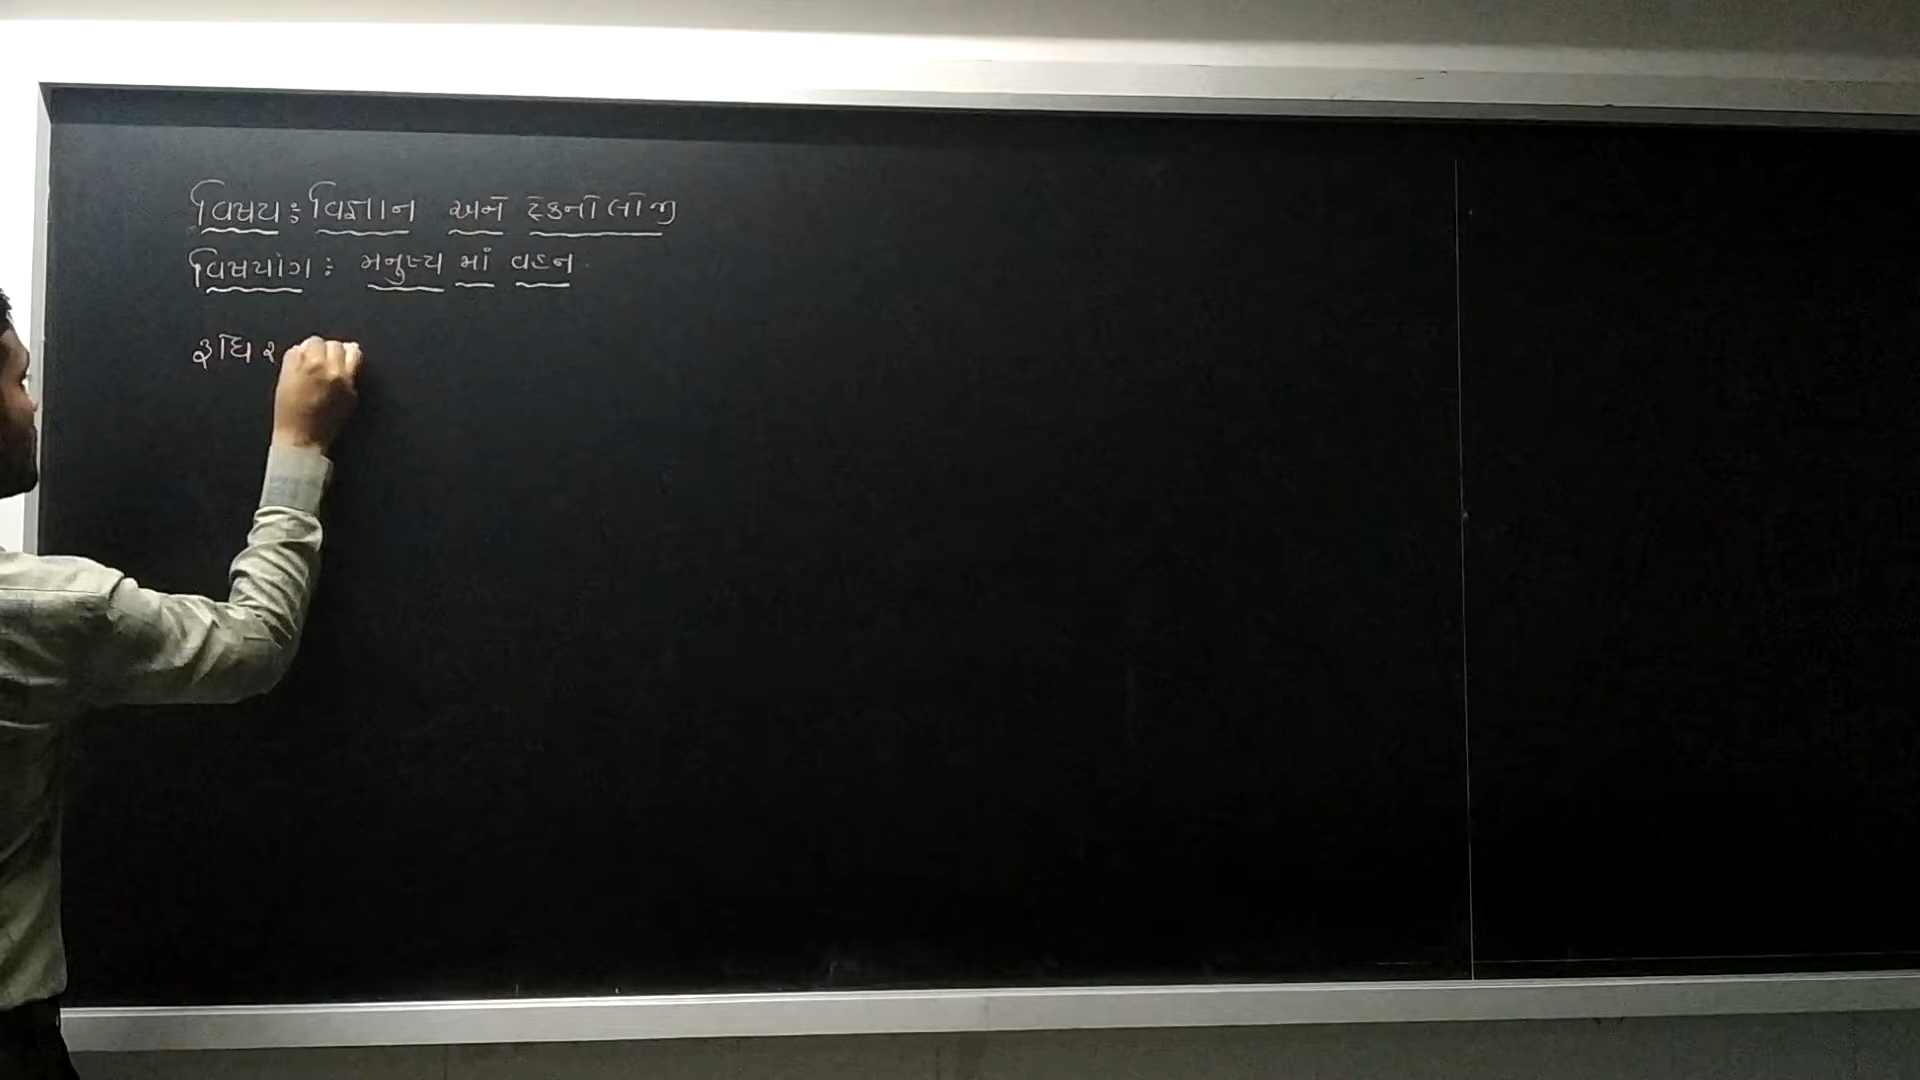 વિષય : વિજ્ઞાન અને ટેકનોલોજી
વિષયાંગ : મનુષ્ય માં વહન
રૂધિર